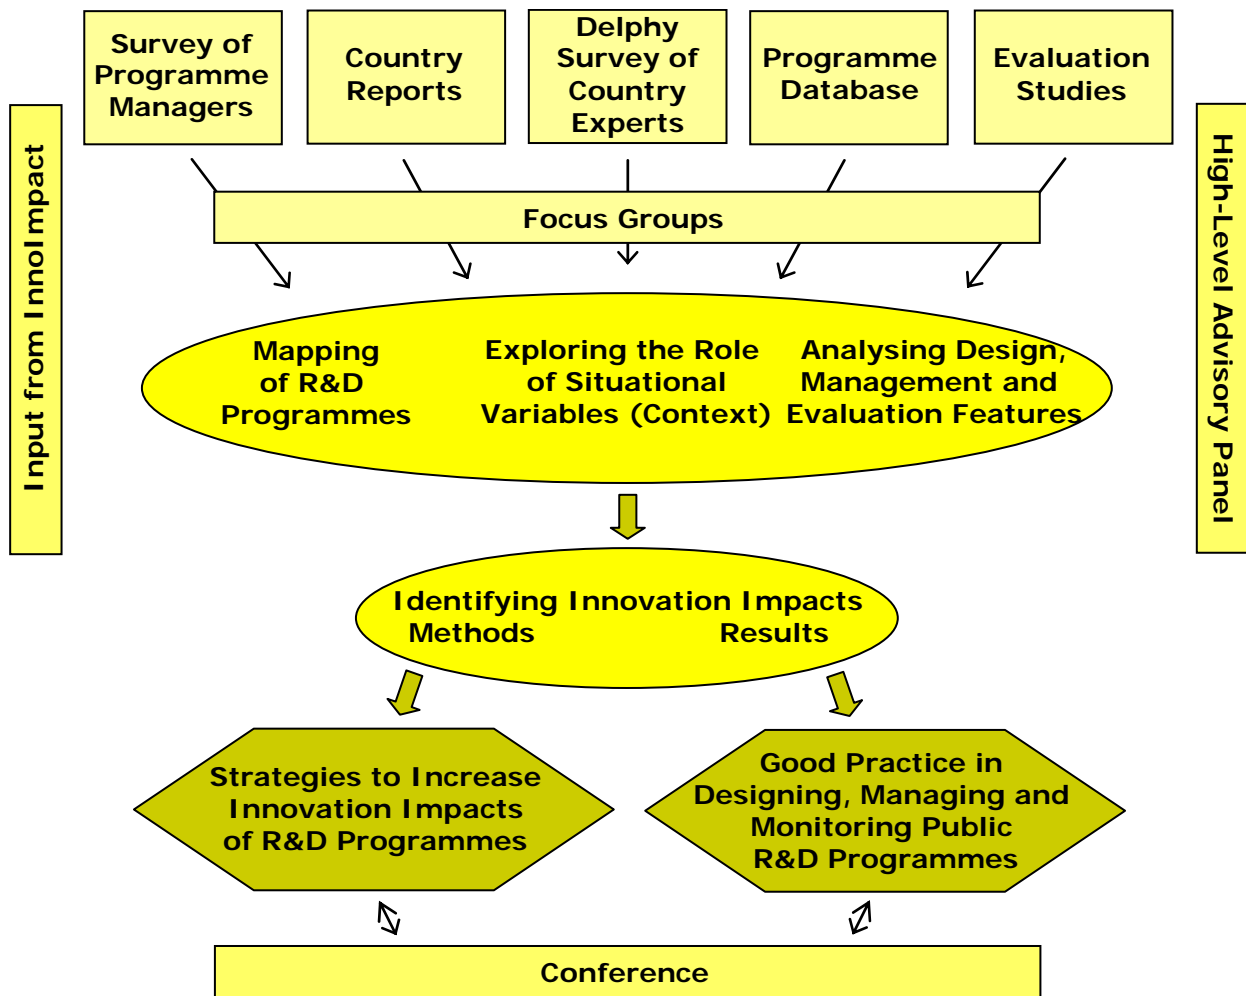 Survey of
Programme
Managers
Country
Reports
Delphy
Survey of
Country
Experts
Programme
Database
Evaluation
Studies
Input from InnoImpact
High-Level Advisory Panel
Focus Groups
Mapping
of R&D
Programmes
Exploring the Role
of Situational
Variables (Context)
Analysing Design,
Management and
Evaluation Features
Identifying Innovation Impacts
Methods Results
Strategies to Increase
Innovation Impacts
of R&D Programmes
Good Practice in
Designing, Managing and
Monitoring Public
R&D Programmes
Conference